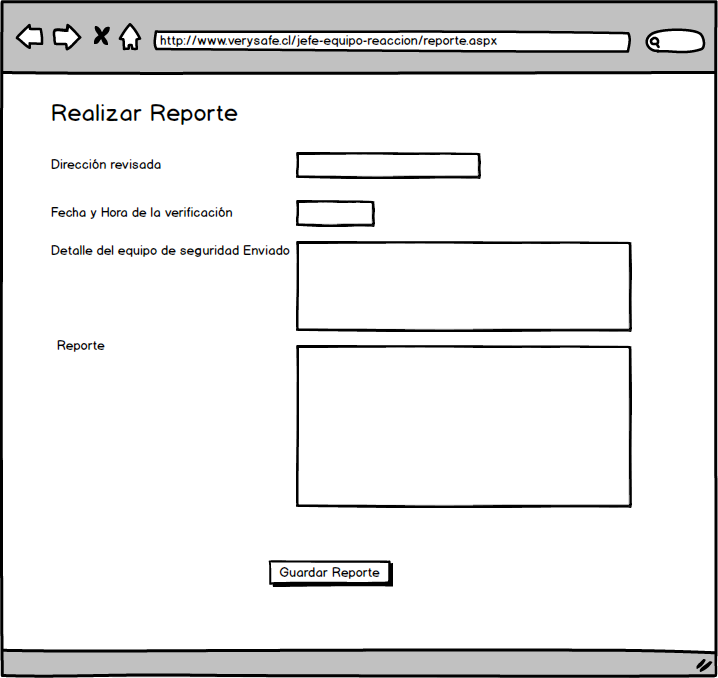 http://www.verysafe.cl/jefe-equipo-reaccion/reporte.aspx
Realizar Reporte
Dirección revisada
Fecha y Hora de la verificación
Detalle del equipo de seguridad Enviado
Reporte
Guardar Reporte